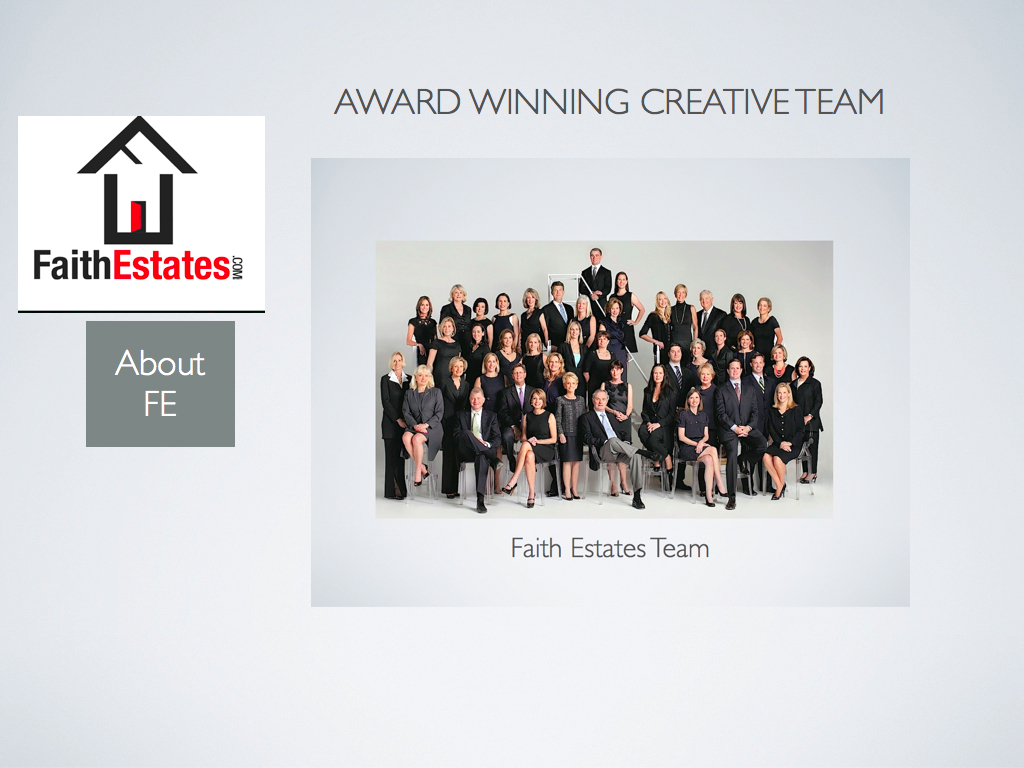 AWARD WINNING CREATIVE TEAM
FaithEstates.COM
About
FE
Faith Estates Team